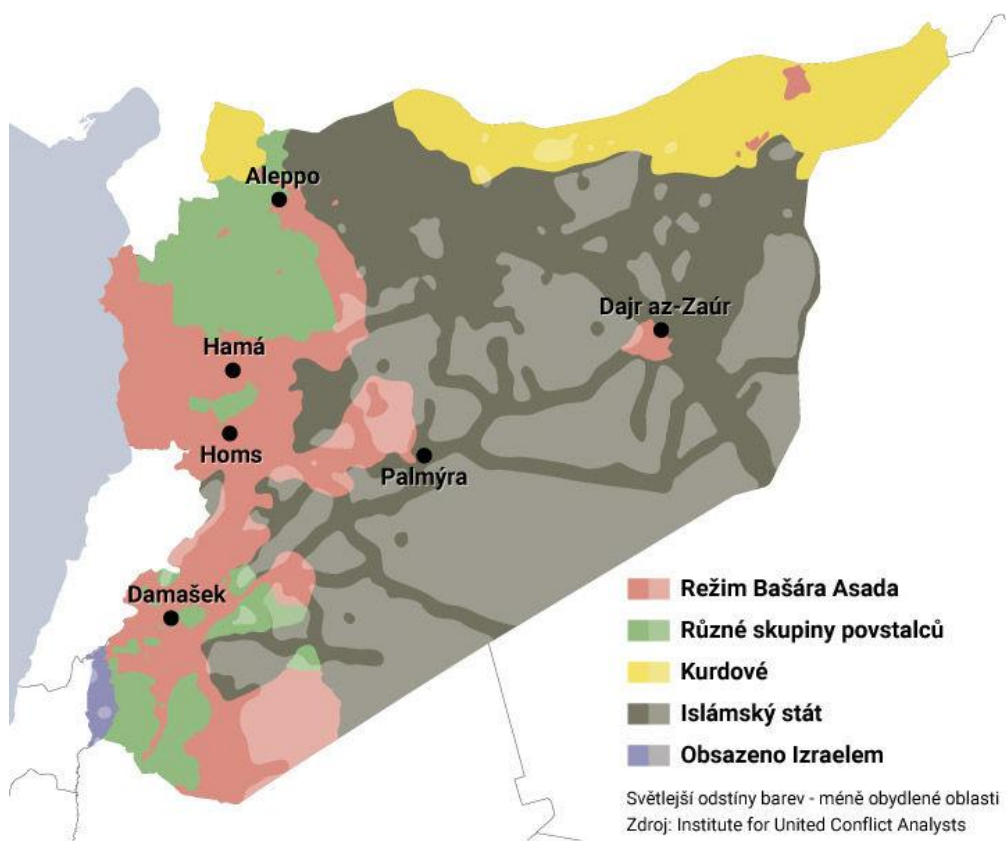 Aleppo
Dajr az-Zaúr
Hamá
Homs
Palmýra
Damašek
Režim Bašára Asada
Různé skupiny povstalců
Kurdové
Islámský stát
Obsazeno Izraelem
Světlejší odstíny barev - méně obydlené oblasti
Zdroj: Institute for United Conflict Analysts